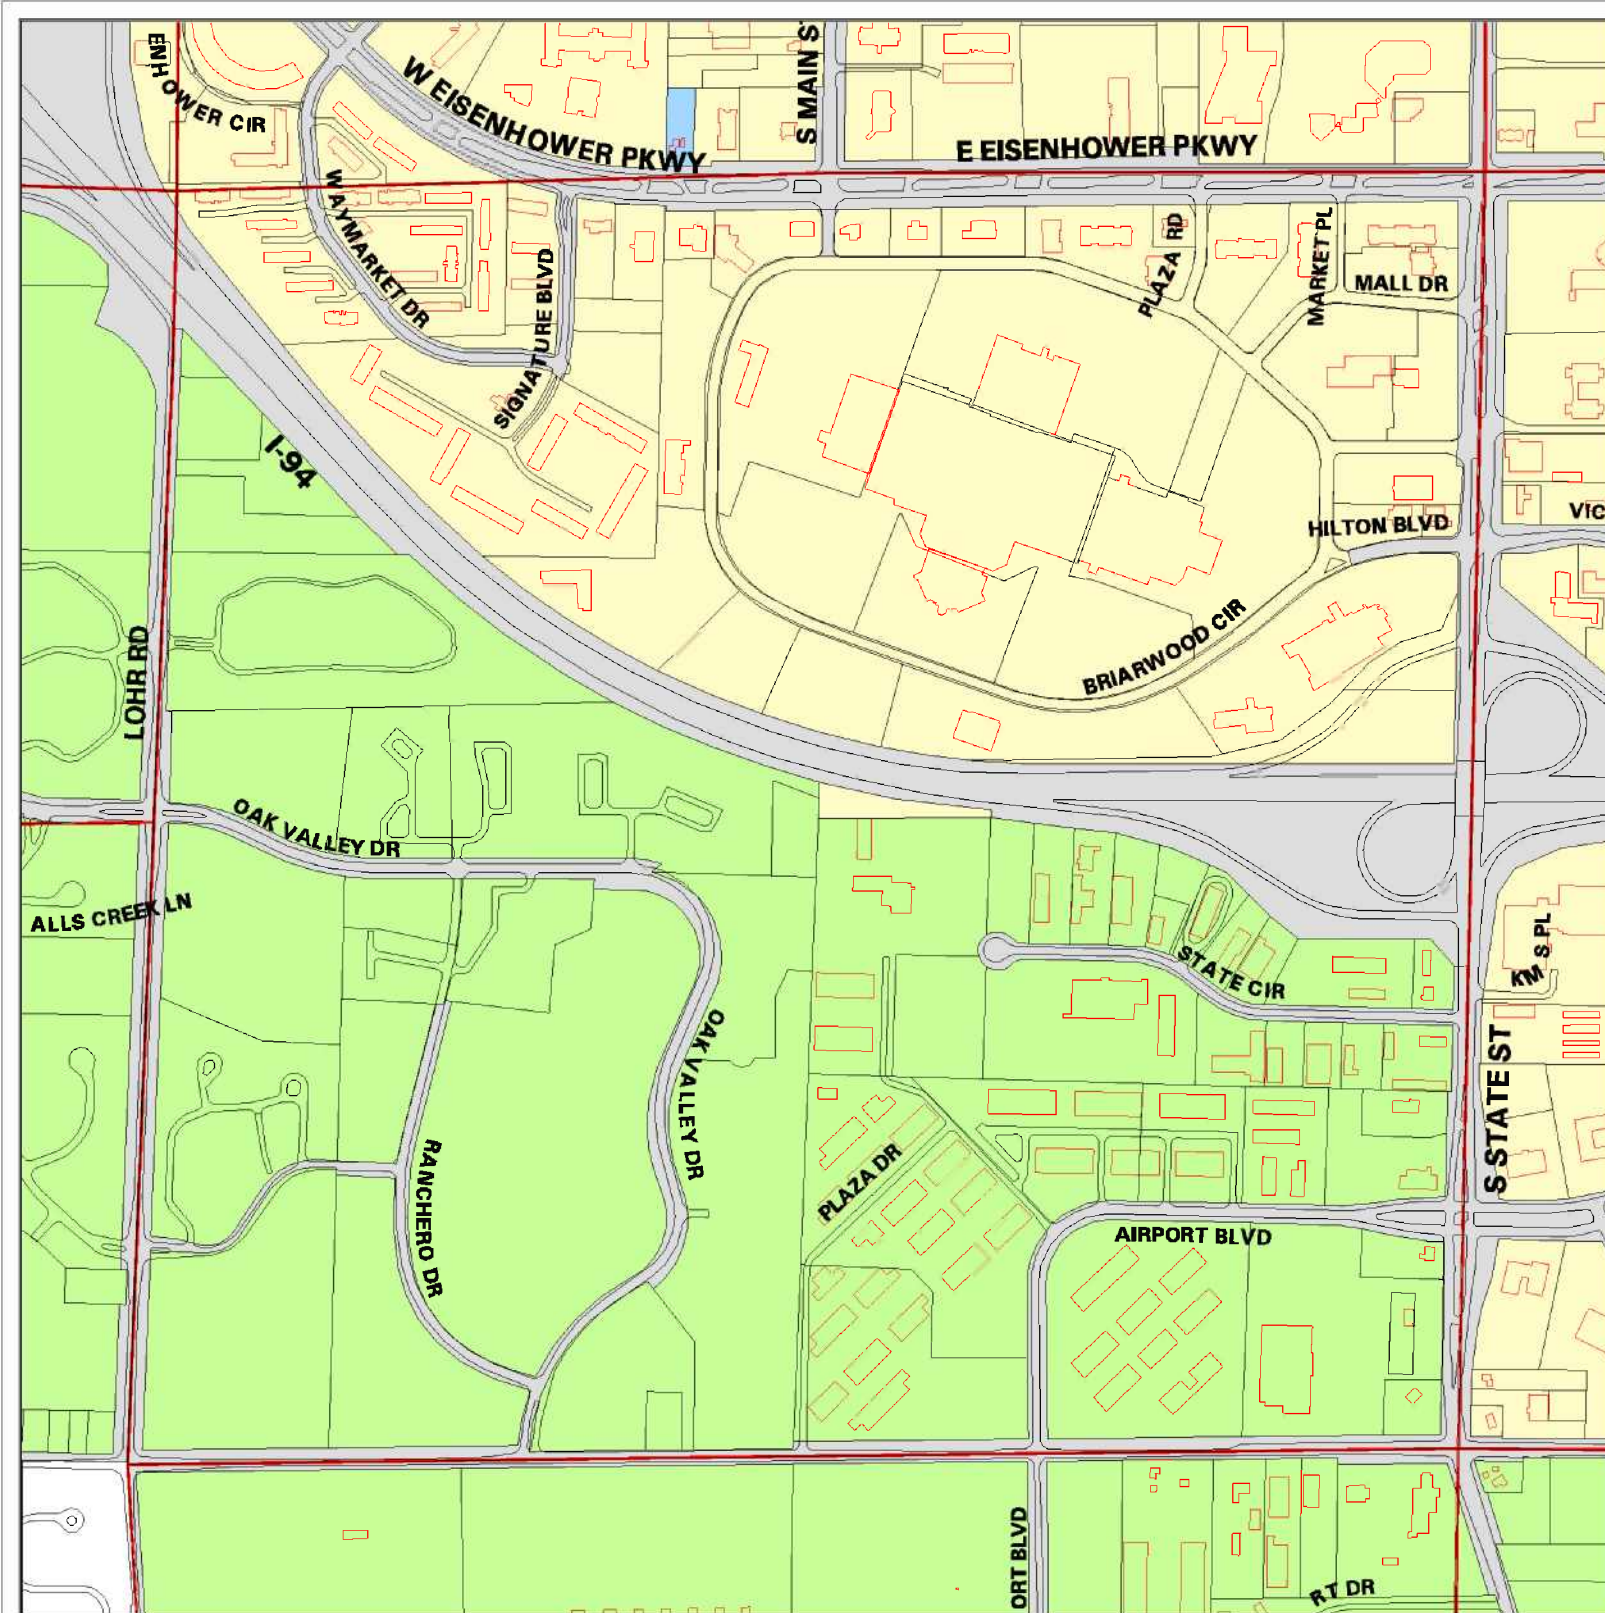 ENHOWER CIR
W EISENHOWER PKWY
S MAIN S
E EISENHOWER PKWY
WAYMARKET DR
SIGNATURE BLVD
PLAZA RD
MARKET PL
MALL DR
I-94
HILTON BLVD
VIC
BRIARWOOD CIR
LOHR RD
OAK VALLEY DR
ALLS CREEK LN
STATE CIR
KM S PL
OAK VALLEY DR
S STATE ST
RANCHERO DR
PLAZA DR
AIRPORT BLVD
ORT BLVD
RT DR